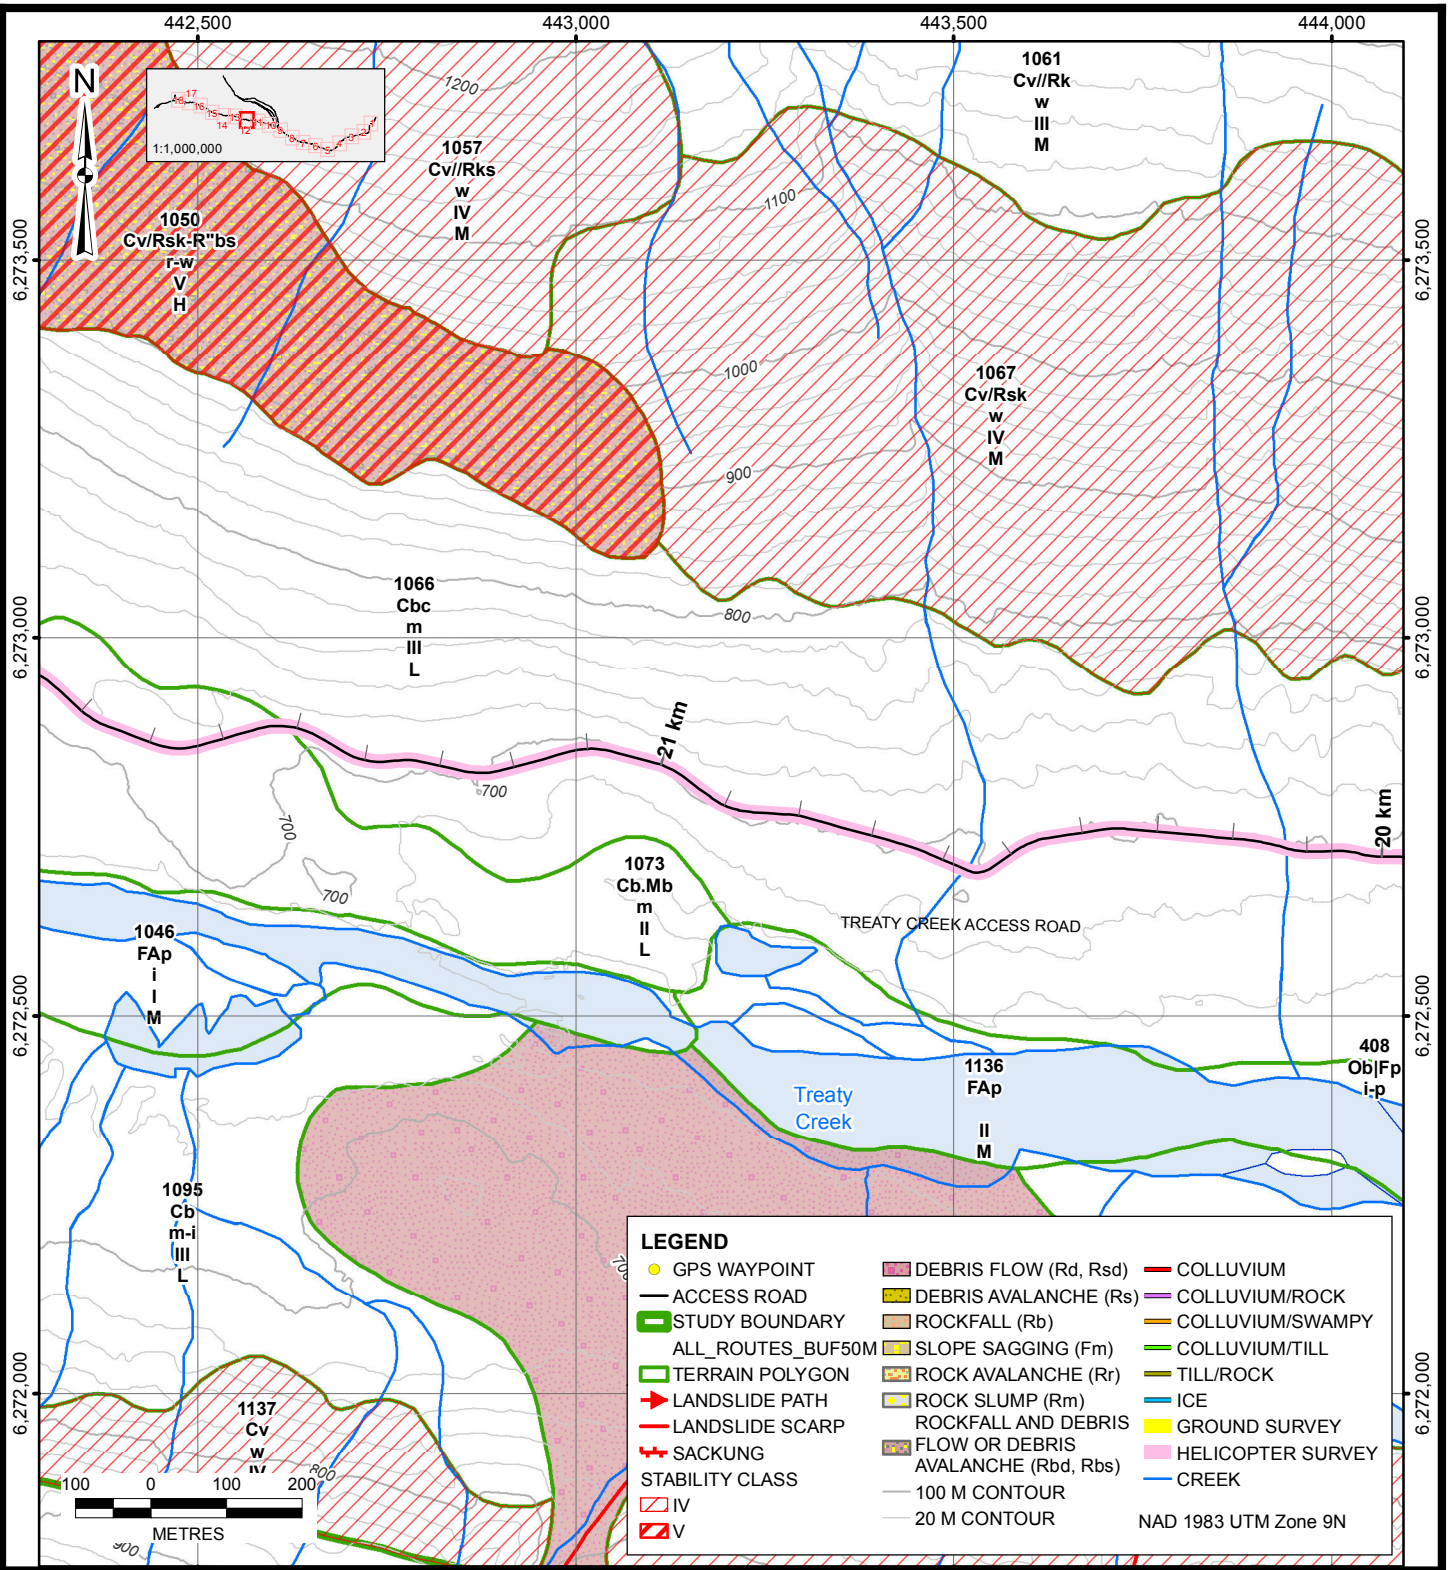 442,500
443,000
443,500
444,000
N
17
14
12
1:1,000,000
1200
1057
Cv//Rks
w
IV
M
1061
Cv//Rk
w
III
M
1100
1050
Cv/Rsk-R"bs
r-w
V
H
6,273,500
6,273,500
1000
1067
Cv/Rsk
w
IV
M
900
1066
Cbc
m
III
L
800
6,273,000
6,273,000
21 km
700
700
20 km
1073
Cb.Mb
m
II
L
700
TREATY CREEK ACCESS ROAD
1046
FAp
i
I
M
6,272,500
6,272,500
408
Ob|Fp
i-p
1136
FAp
II
M
Treaty
Creek
1095
Cb
m-i
III
L
700
6,272,000
6,272,000
1137
Cv
w
IV
800
900
100 0 100 200
METRES
LEGEND
GPS WAYPOINT
ACCESS ROAD
STUDY BOUNDARY
ALL_ROUTES_BUF50M
TERRAIN POLYGON
LANDSLIDE PATH
LANDSLIDE SCARP
SACKUNG
STABILITY CLASS
IV
V
DEBRIS FLOW (Rd, Rsd)
DEBRIS AVALANCHE (Rs)
ROCKFALL (Rb)
SLOPE SAGGING (Fm)
ROCK AVALANCHE (Rr)
ROCK SLUMP (Rm)
ROCKFALL AND DEBRIS
FLOW OR DEBRIS
AVALANCHE (Rbd, Rbs)
100 M CONTOUR
20 M CONTOUR
COLLUVIUM
COLLUVIUM/ROCK
COLLUVIUM/SWAMPY
COLLUVIUM/TILL
TILL/ROCK
ICE
GROUND SURVEY
HELICOPTER SURVEY
CREEK
NAD 1983 UTM Zone 9N